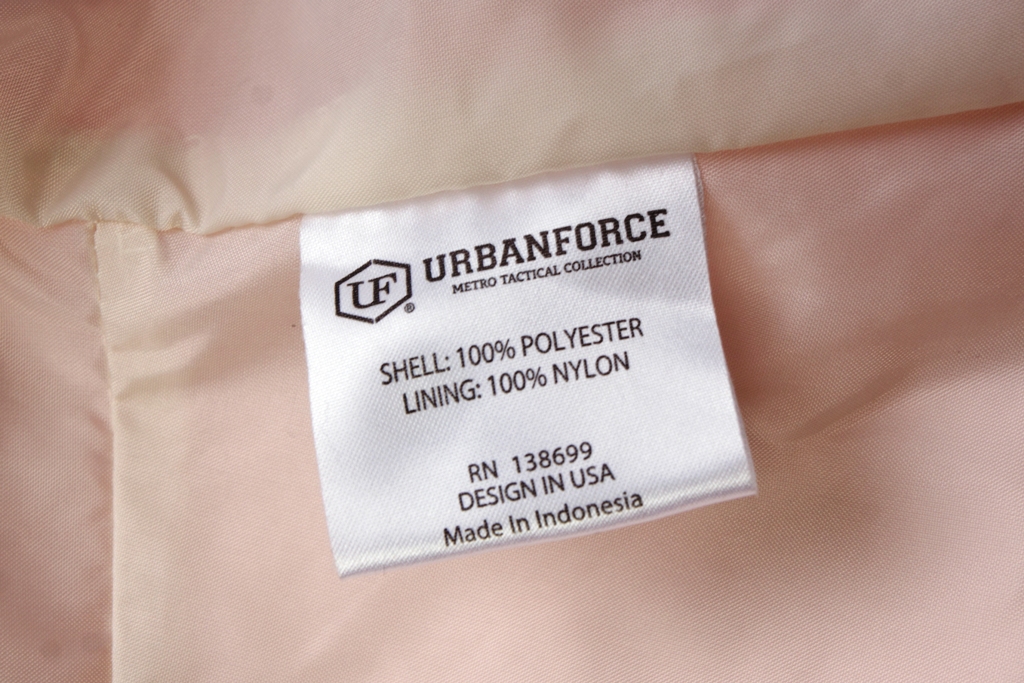 UF®
URBANFORCE
METRO TACTICAL COLLECTION
SHELL: 100% POLYESTER
LINING: 100% NYLON
RN 138699
DESIGN IN USA
Made In Indonesia